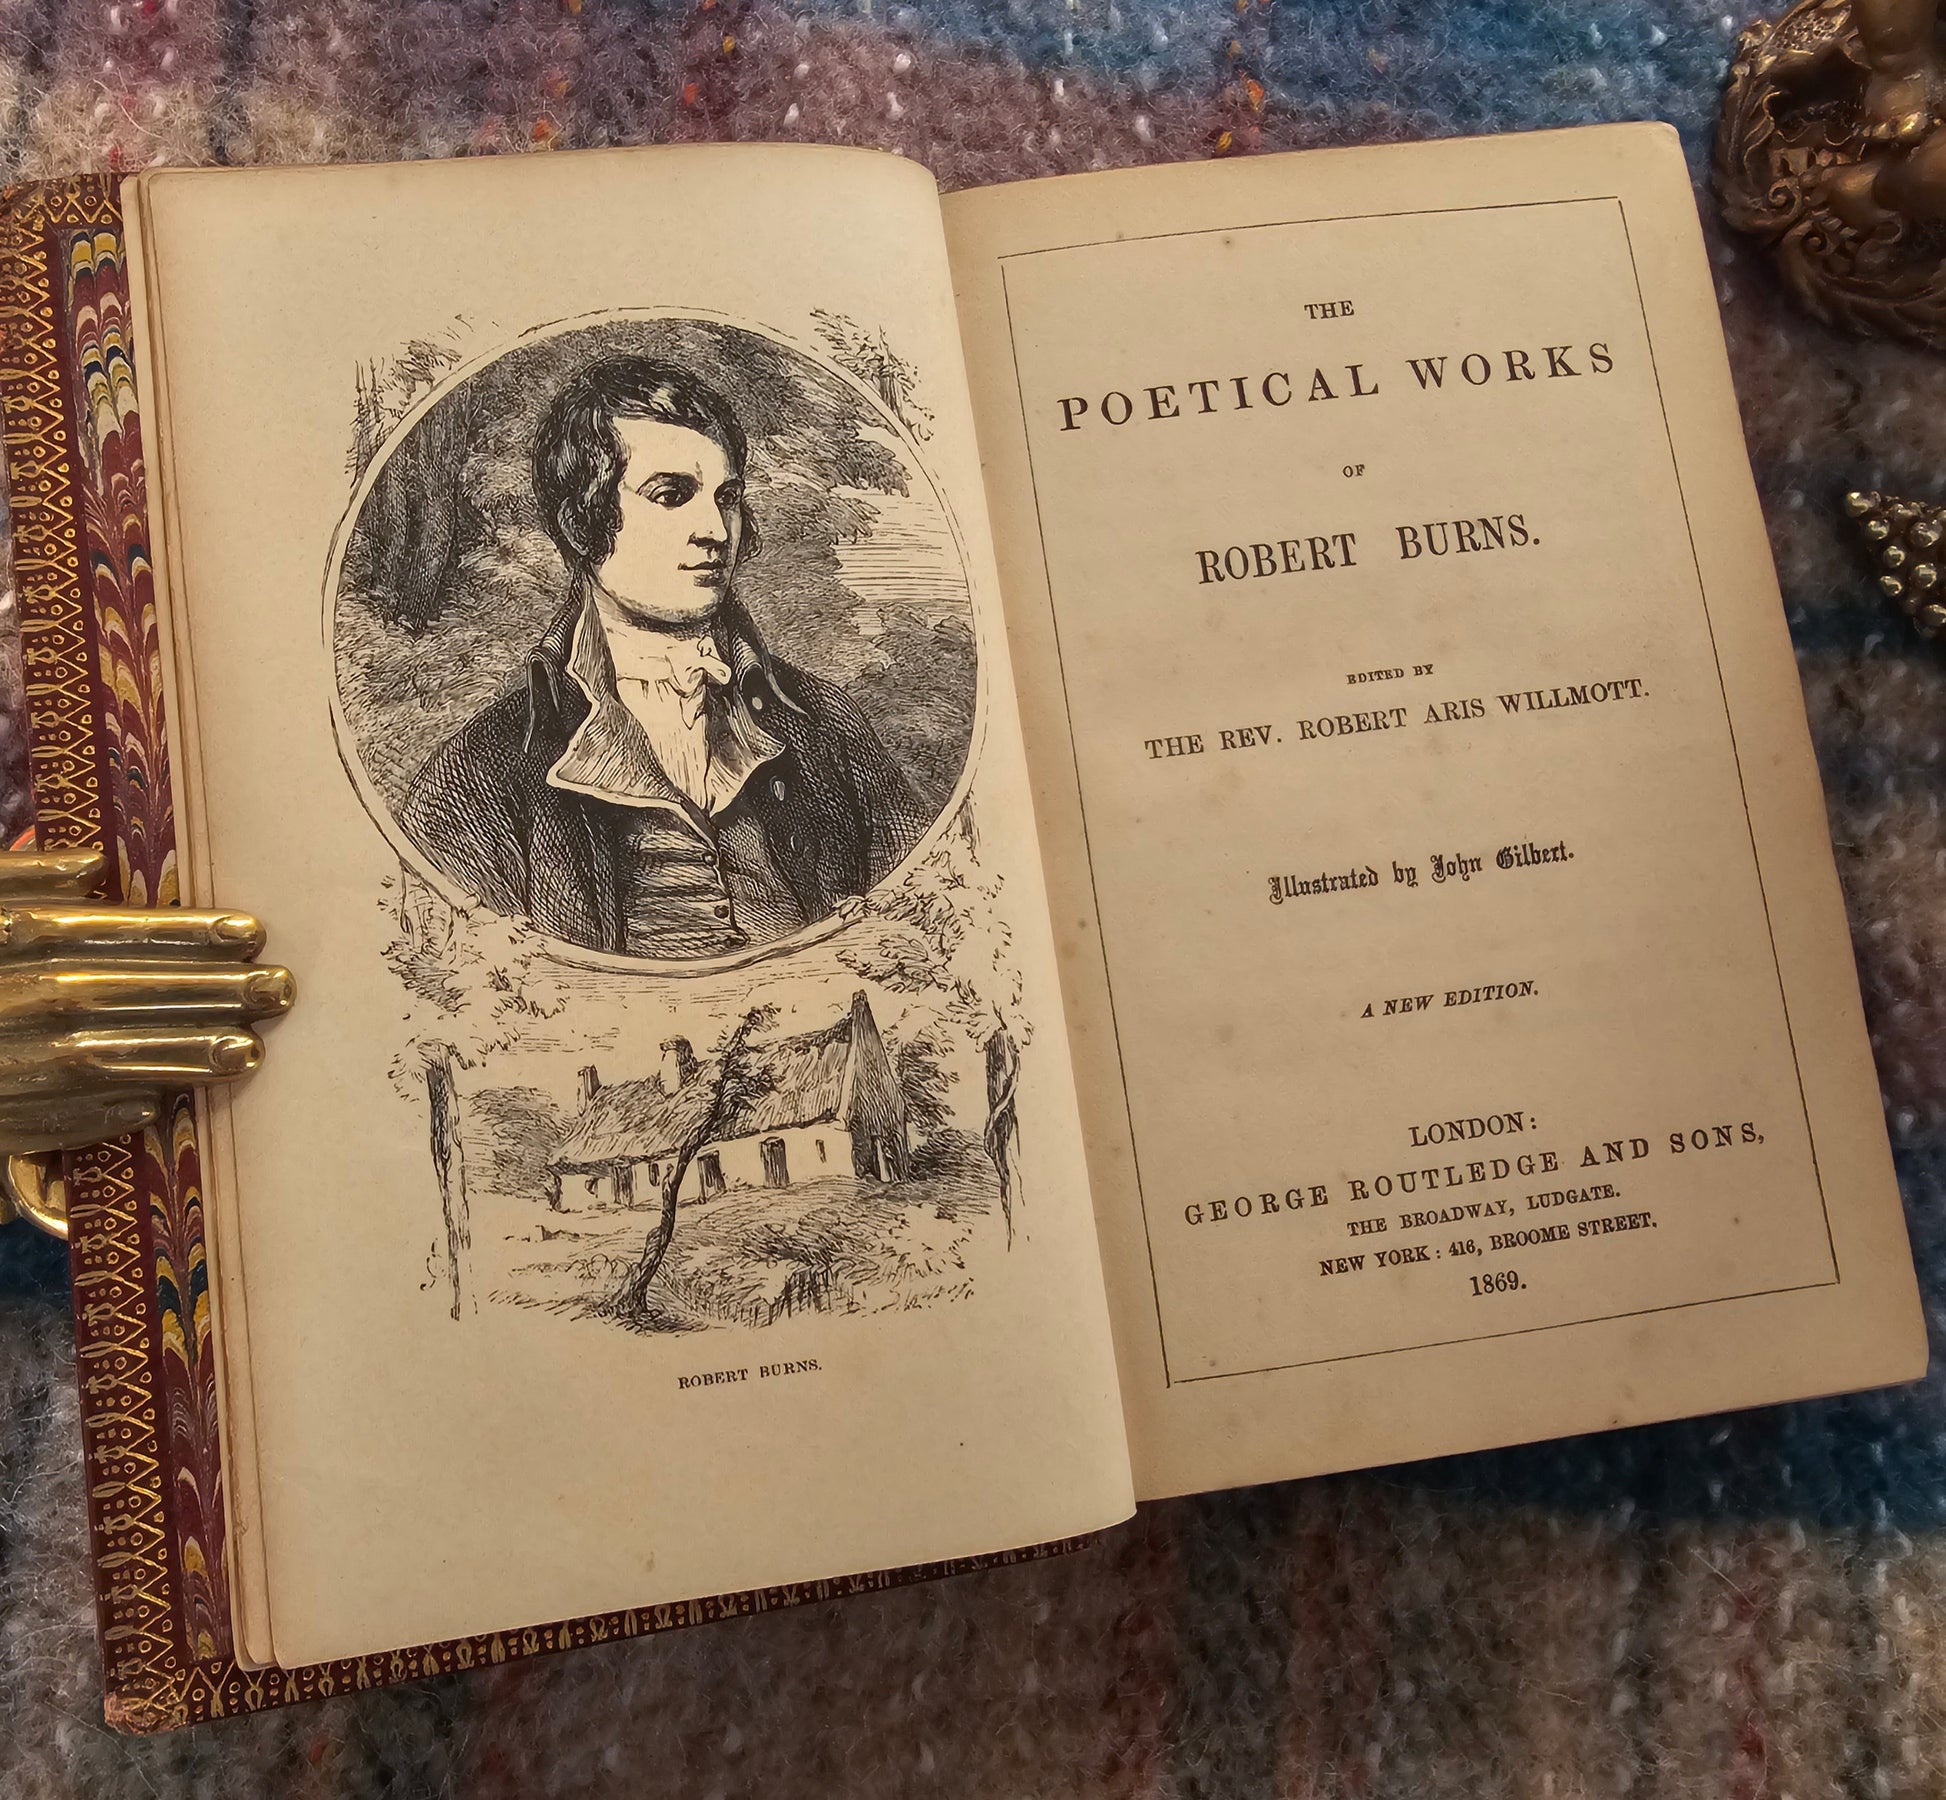 ROBERT BURNS.
THE
POETICAL WORKS
OF
ROBERT BURNS.
EDITED BY
THE REV. ROBERT ARIS WILLMOTT.
Illustrated by John Gilbert.
A NEW EDITION.
LONDON:
GEORGE ROUTLEDGE AND SONS,
THE BROADWAY, LUDGATE.
NEW YORK: 416, BROOME STREET.
1869.